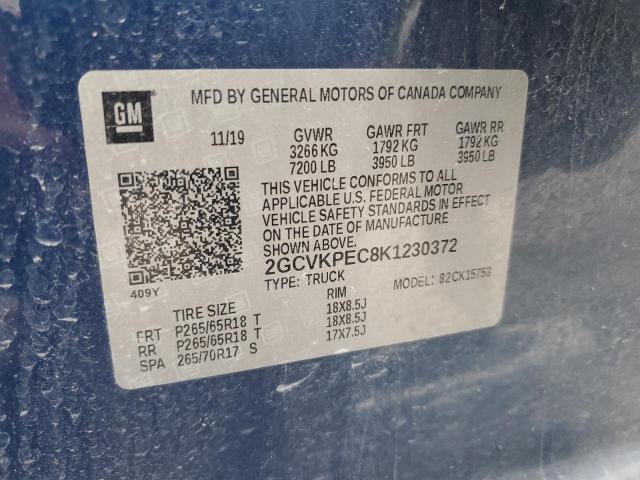 GM
MFD BY GENERAL MOTORS OF CANADA COMPANY
11/19 GVWR GAWR FRT GAWR RR
3266 KG 1792 KG 1792 KG
7200 LB 3950 LB 3950 LB
THIS VEHICLE CONFORMS TO ALL
APPLICABLE U.S. FEDERAL MOTOR
VEHICLE SAFETY STANDARDS IN EFFECT
ON THE DATE OF MANUFACTURE
2GCVKPEC8K1230372
409Y TYPE: TRUCK MODEL: 82CK15753
TIRE SIZE RIM
FRT P265/65R18 T 18X8.5J
RR P265/65R18 T 18X8.5J
SPA 265/70R17 S 17X7.5J